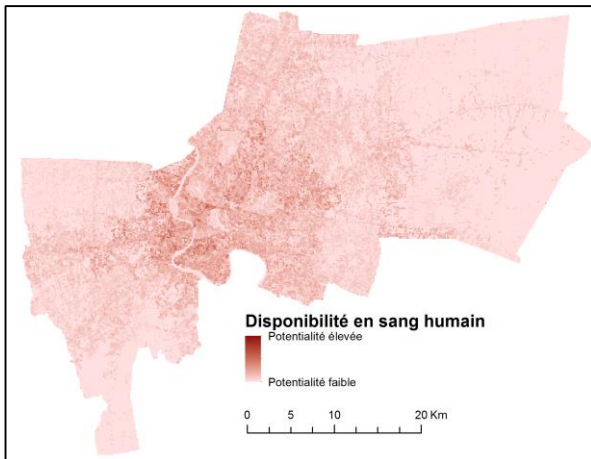 Disponibilité en sang humain
Potentialité élevée
Potentialité faible
0 5 10 20 Km